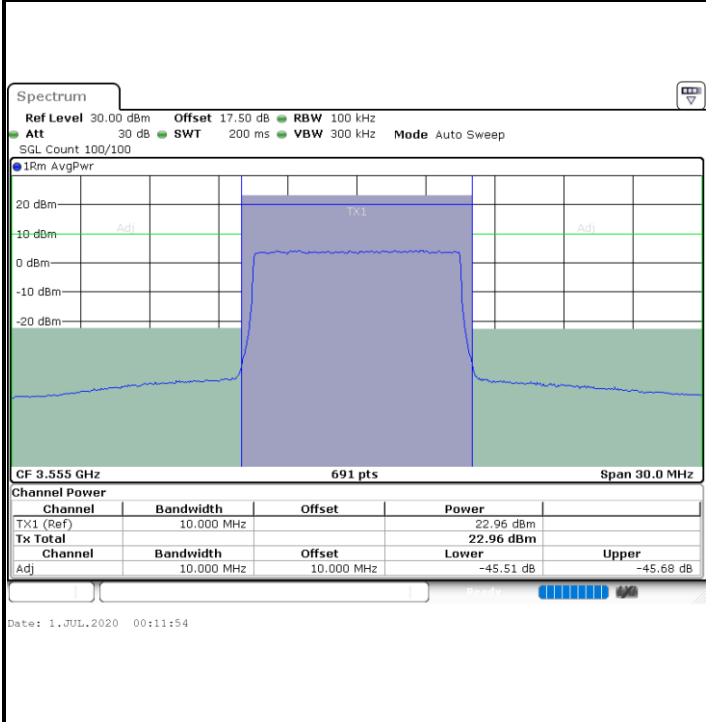 Spectrum
Ref Level 30.00 dBm Offset 17.50 dB RBW 100 kHz
Att 30 dB SWT 200 ms VBW 300 kHz Mode Auto Sweep
SGL Count 100/100
1Rm AvgPwr
20 dBm
TX1
Adj
Adj
10 dBm
0 dBm
-10 dBm
-20 dBm
CF 3.555 GHz 691 pts Span 30.0 MHz
Channel Power
Channel Bandwidth Offset Power
TX1 (Ref) 10.000 MHz 22.96 dBm
Tx Total 22.96 dBm
Channel Bandwidth Offset Lower Upper
Adj 10.000 MHz 10.000 MHz -45.51 dB -45.68 dB
Ready
Date: 1.JUL.2020 00:11:54